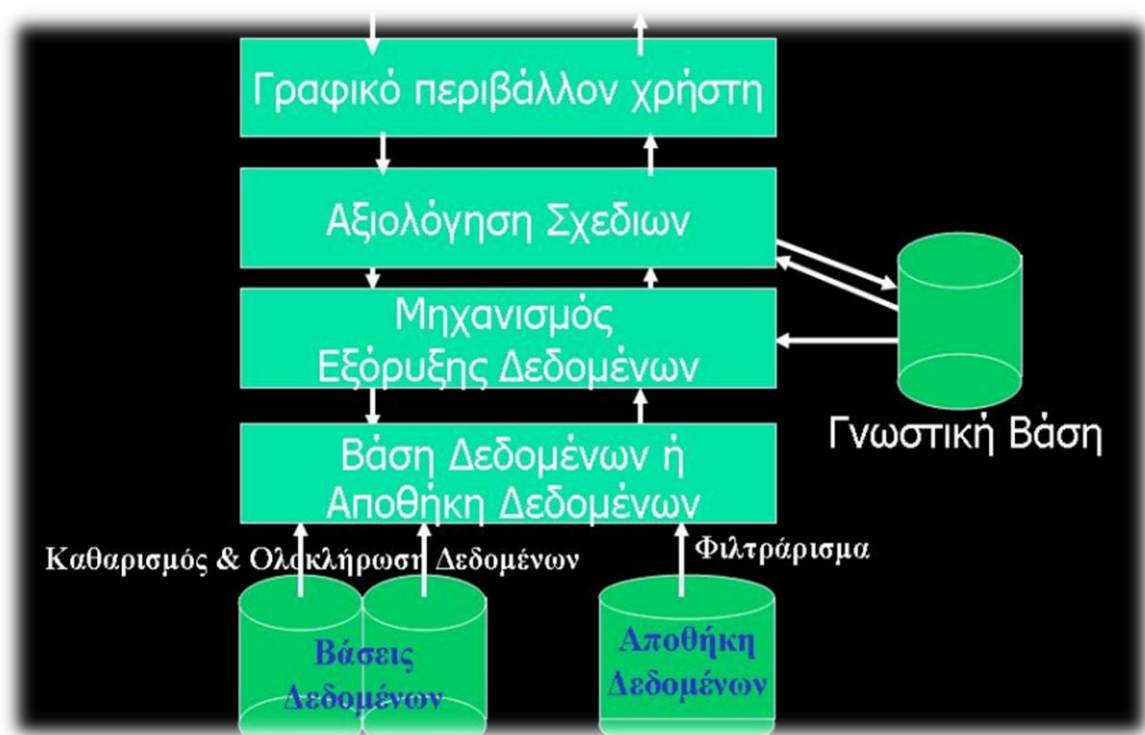 Γραφικό περιβάλλον χρήστη
Αξιολόγηση Σχεδιων
Μηχανισμός
Εξόρυξης Δεδομένων
Γνωστική Βάση
Βάση Δεδομένων ή
Αποθήκη Δεδομένων
Καθαρισμός & Ολοκλήρωση Δεδομένων
Φιλτράρισμα
Βάσεις
Δεδομένων
Αποθήκη
Δεδομένων